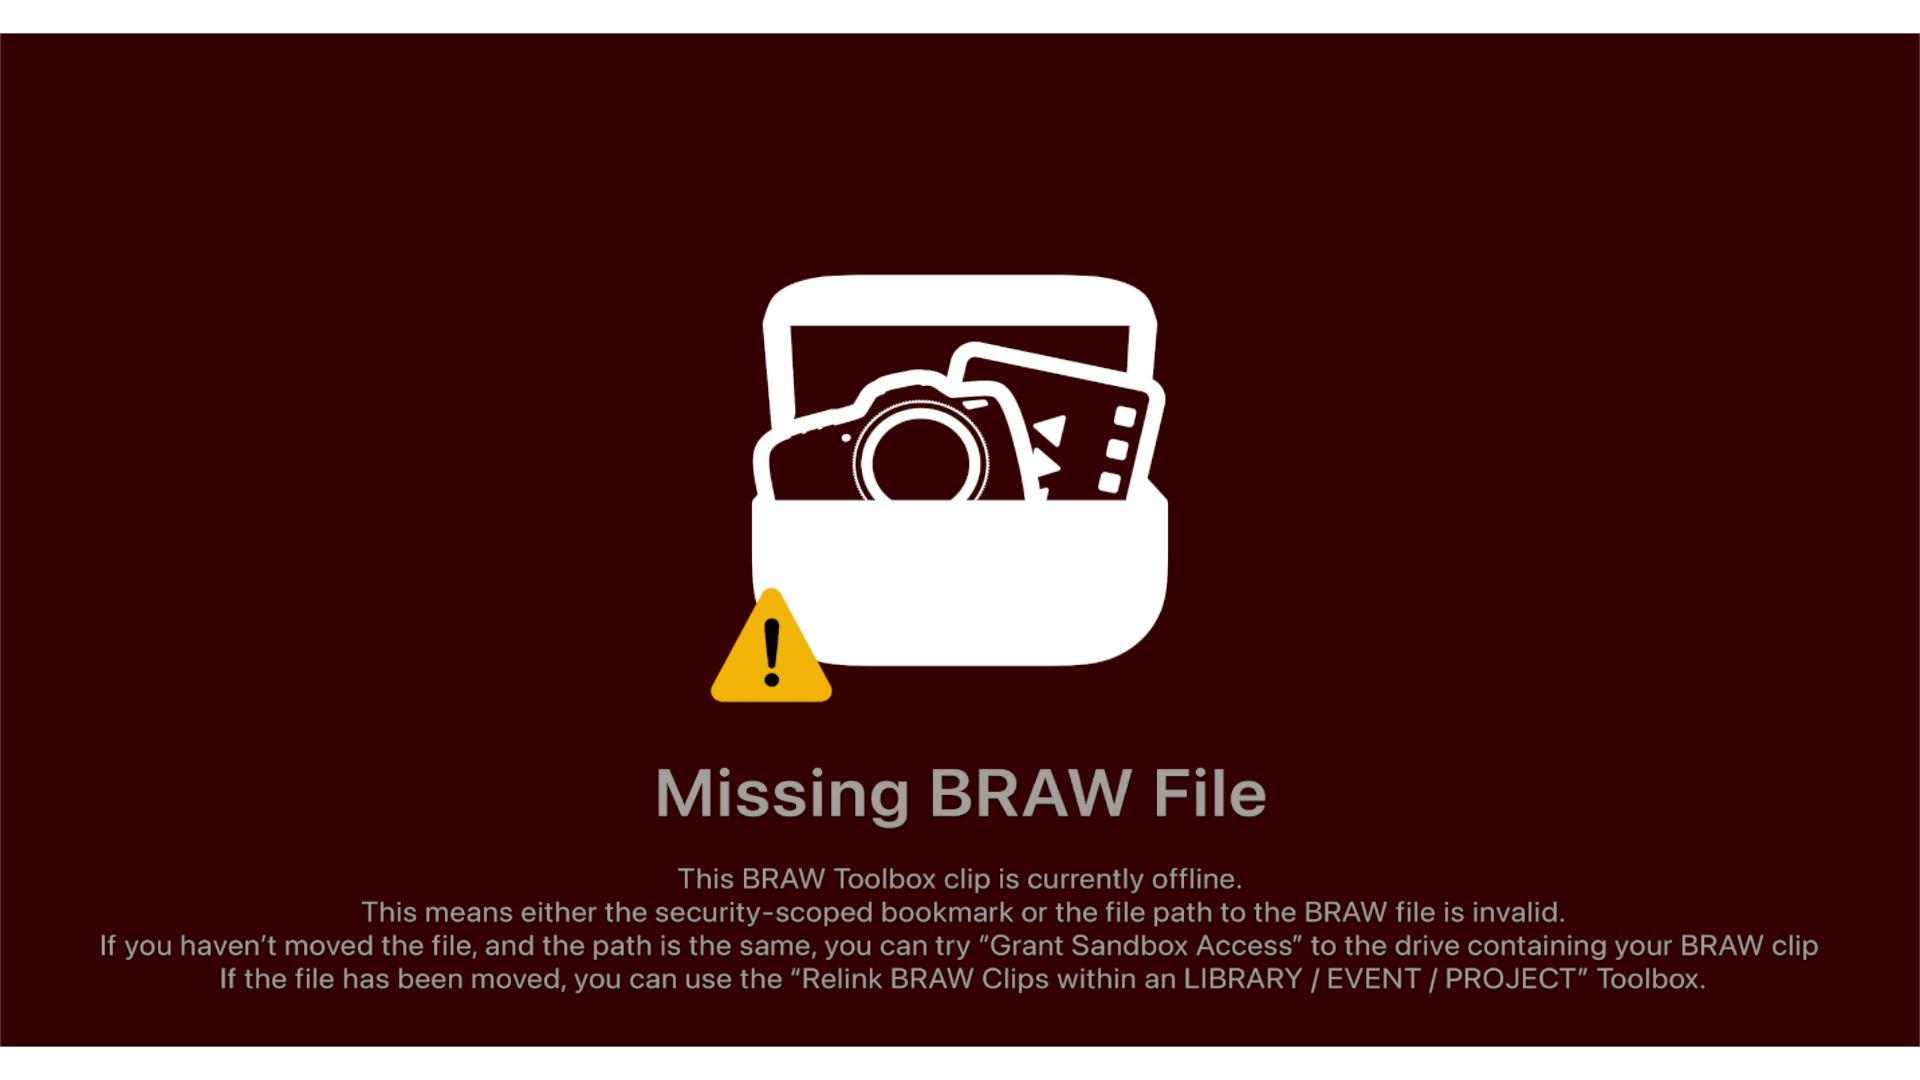 Missing BRAW File
This BRAW Toolbox clip is currently offline.
This means either the security-scoped bookmark or the file path to the BRAW file is invalid.
If you haven’t moved the file, and the path is the same, you can try “Grant Sandbox Access” to the drive containing your BRAW clip
If the file has been moved, you can use the “Relink BRAW Clips within an LIBRARY / EVENT / PROJECT” Toolbox.